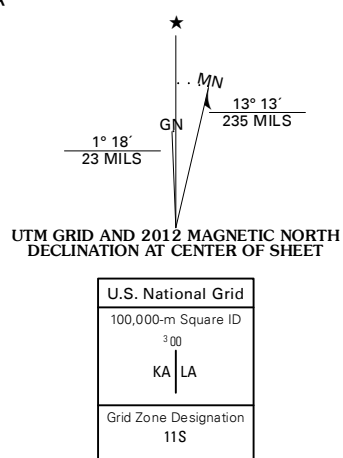 ★
MN
GN
13° 13´
235 MILS
1° 18´
23 MILS
UTM GRID AND 2012 MAGNETIC NORTH
DECLINATION AT CENTER OF SHEET
U.S. National Grid
100,000-m Square ID
³00
KA LA
Grid Zone Designation
11S